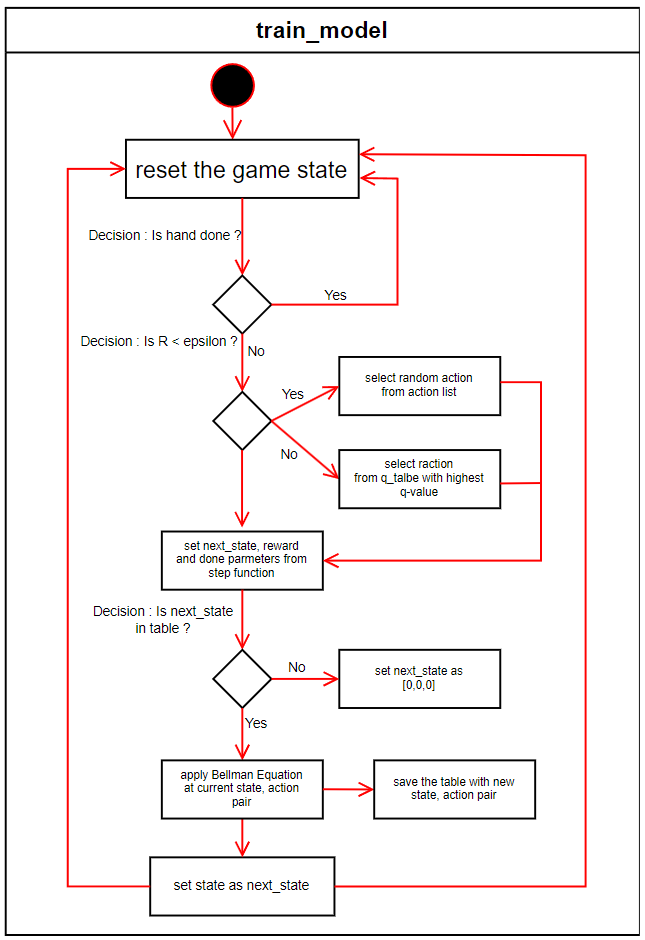 train_model
reset the game state
Decision : Is hand done ?
Yes
Decision : Is R < epsilon ?
No
Yes
select random action
from action list
No
select raction
from q_talbe with highest
q-value
set next_state, reward
and done parmeters from
step function
Decision : Is next_state
in table ?
No
set next_state as
[0,0,0]
Yes
apply Bellman Equation
at current state, action
pair
save the table with new
state, action pair
set state as next_state